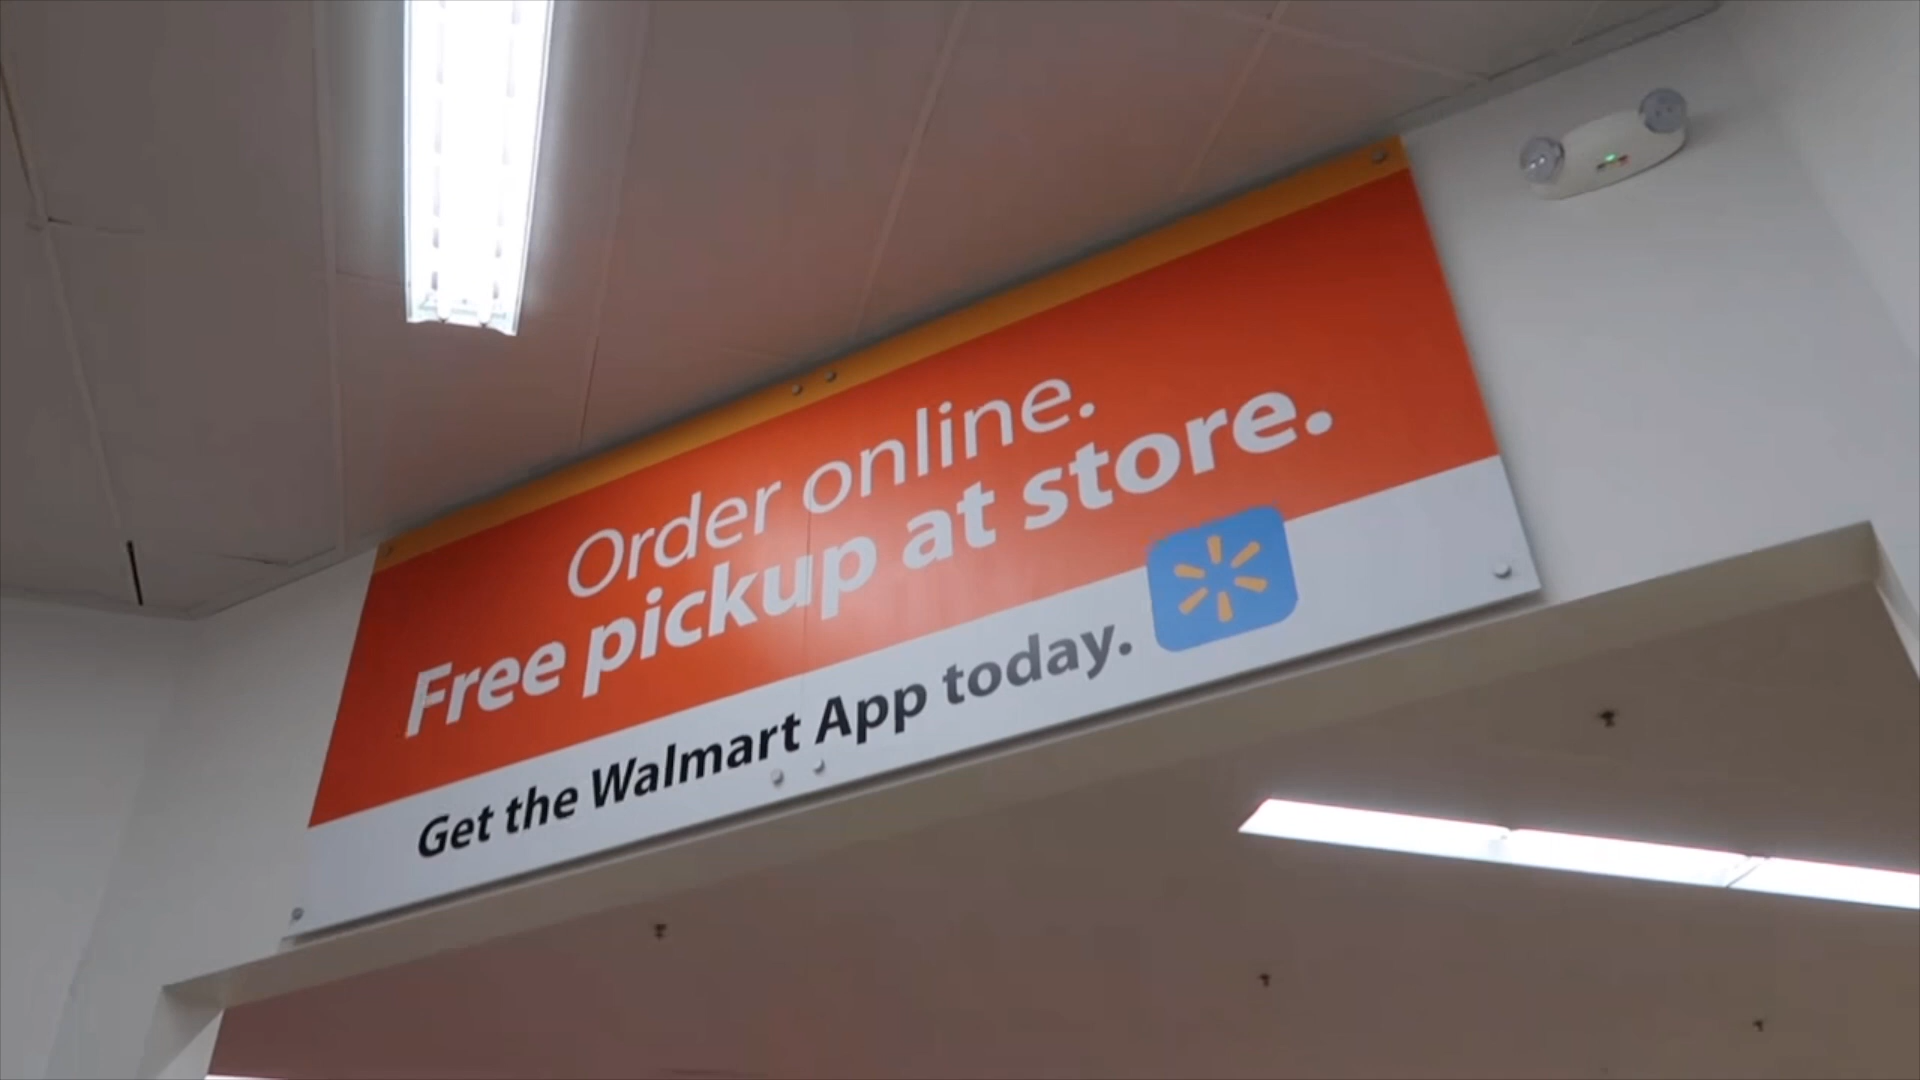 Order online.
Free pickup at store.
Get the Walmart App today.